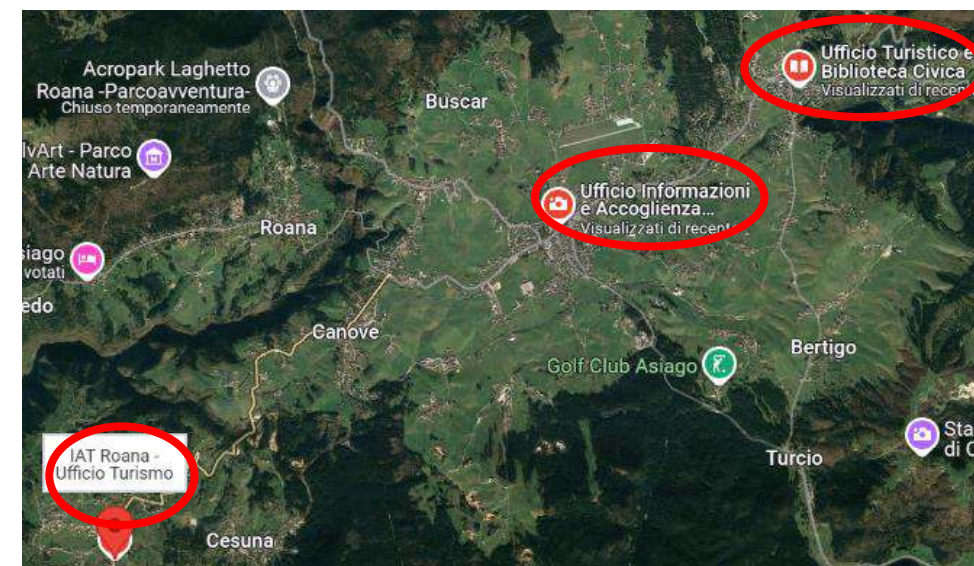 Acropark Laghetto
Roana -Parcoavventura-
Chiuso temporaneamente
Ufficio Turistico e
Biblioteca Civica
Visualizzati di recent
Buscar
lvArt - Parco
Arte Natura
Ufficio Informazioni
e Accoglienza...
Visualizzati di recent
Roana
siago
votati
edo
Canove
Golf Club Asiago
Bertigo
IAT Roana -
Ufficio Turismo
Sta
di C
Turcio
Cesuna